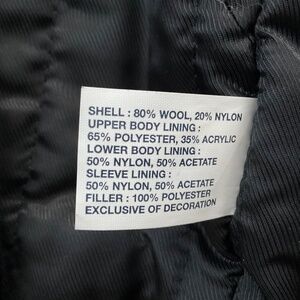 SHELL : 80% WOOL, 20% NYLON
UPPER BODY LINING :
65% POLYESTER, 35% ACRYLIC
LOWER BODY LINING :
50% NYLON, 50% ACETATE
SLEEVE LINING :
50% NYLON, 50% ACETATE
FILLER : 100% POLYESTER
EXCLUSIVE OF DECORATION